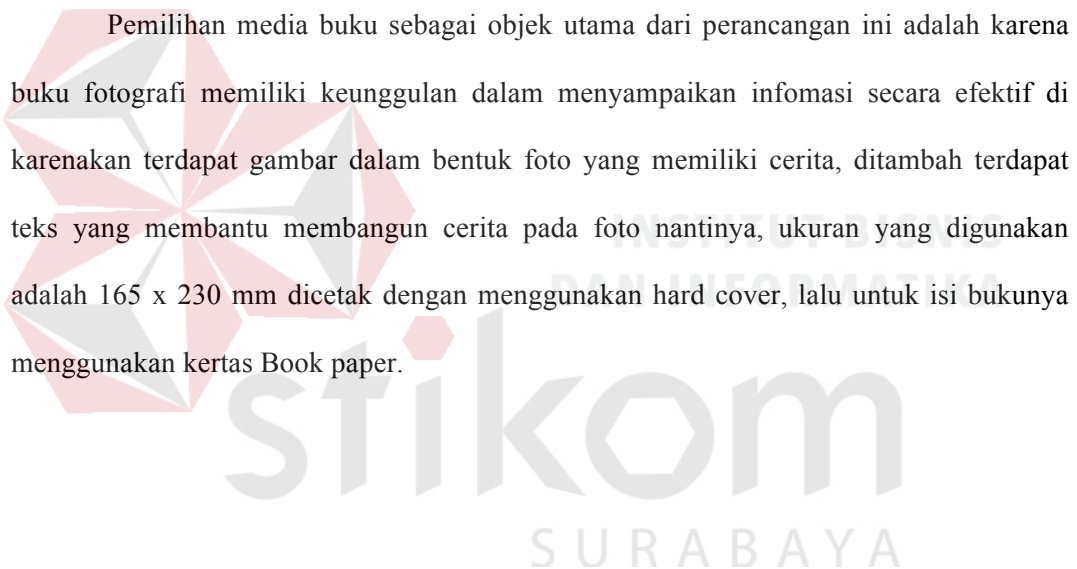 Pemilihan media buku sebagai objek utama dari perancangan ini adalah karena
buku fotografi memiliki keunggulan dalam menyampaikan infomasi secara efektif di
karenakan terdapat gambar dalam bentuk foto yang memiliki cerita, ditambah terdapat
teks yang membantu membangun cerita pada foto nantinya, ukuran yang digunakan
INSTITUT BISNIS
adalah 165 x 230 mm dicetak dengan menggunakan hard cover, lalu untuk isi bukunya
DAN INFORMATIKA
menggunakan kertas Book paper.
stikom
SURABAYA